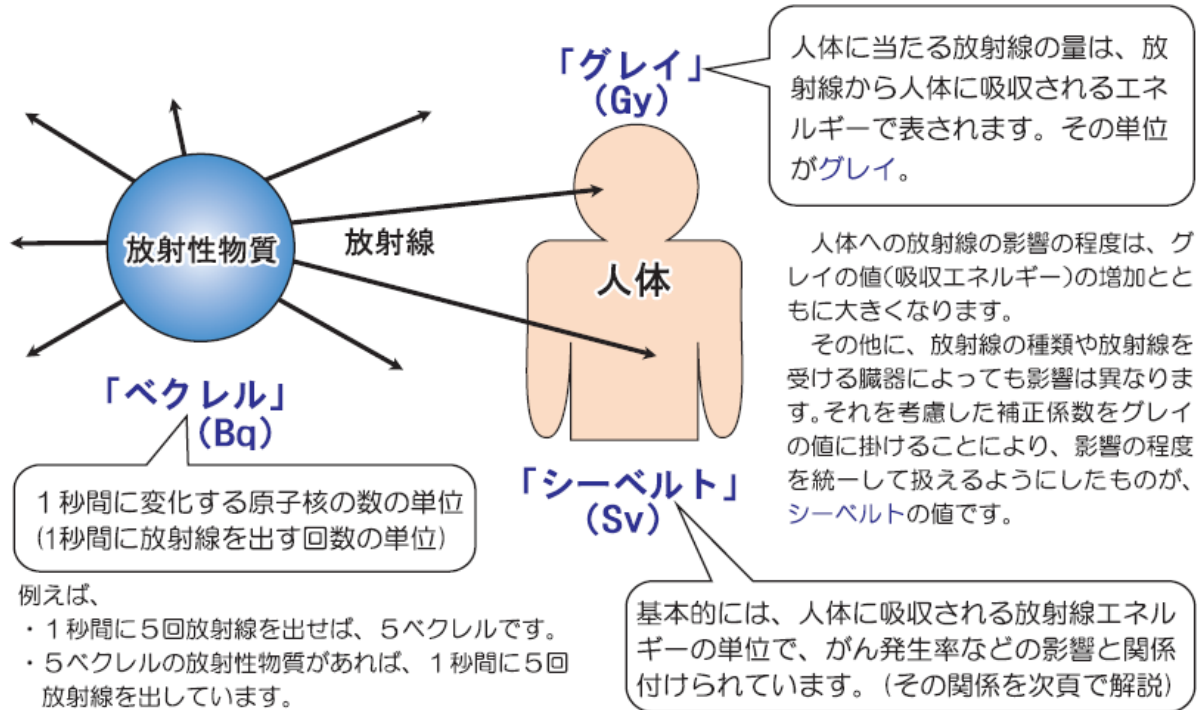 「グレイ」
(Gy)
人体に当たる放射線の量は、放
射線から人体に吸収されるエネ
ルギーで表されます。その単位
がグレイ。
放射性物質
放射線
人体
人体への放射線の影響の程度は、グ
レイの値(吸収エネルギー)の増加とと
もに大きくなります。
その他に、放射線の種類や放射線を
受ける臓器によっても影響は異なりま
す。それを考慮した補正係数をグレイ
の値に掛けることにより、影響の程度
を統一して扱えるようにしたものが、
シーベルトの値です。
「ベクレル」
(Bq)
1秒間に変化する原子核の数の単位
(1秒間に放射線を出す回数の単位)
例えば、
・1秒間に5回放射線を出せば、5ベクレルです。
・5ベクレルの放射性物質があれば、1秒間に5回
放射線を出しています。
「シーベルト」
(Sv)
基本的には、人体に吸収される放射線エネル
ギーの単位で、がん発生率などの影響と関係
付けられています。(その関係を次頁で解説)